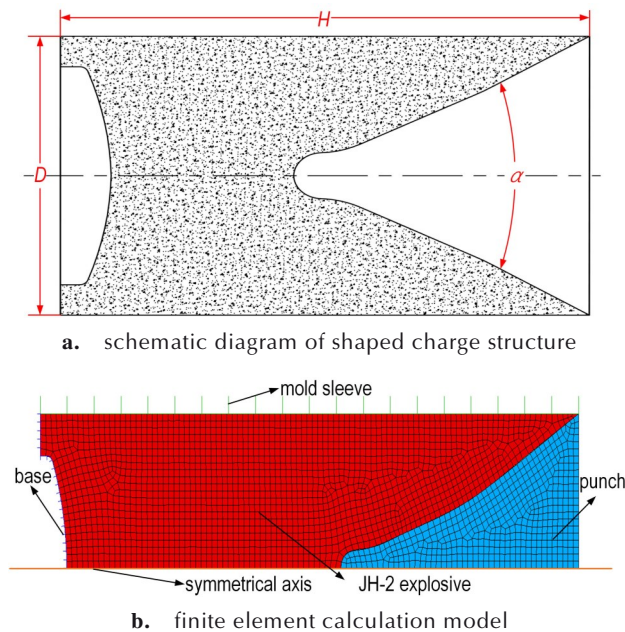 H
D
α
a. schematic diagram of shaped charge structure
mold sleeve
base
punch
symmetrical axis
JH-2 explosive
b. finite element calculation model